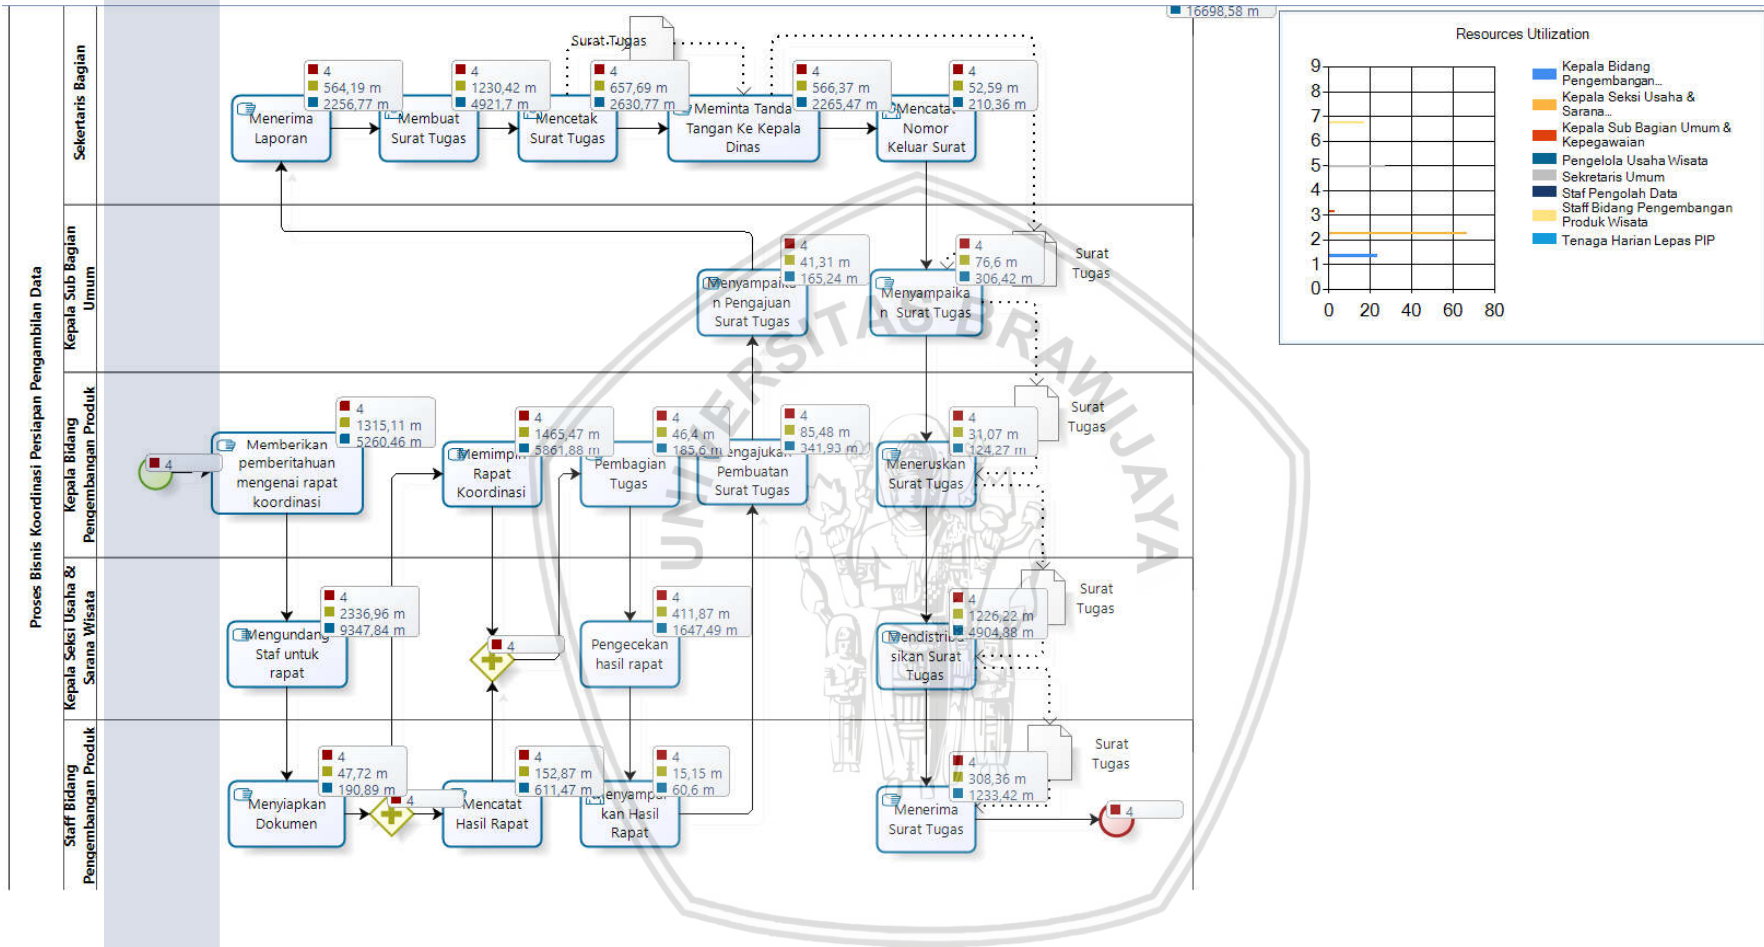 16698,58 m
Proses Bisnis Koordinasi Persiapan Pengambilan Data
Sekertaris Bagian
Surat Tugas
4
564,19 m
2256,77 m
Menerima
Laporan
4
1230,42 m
4921,7 m
Membuat
Surat Tugas
4
657,69 m
2630,77 m
Mencetak
Surat Tugas
4
566,37 m
2265,47 m
Meminta Tanda
Tangan Ke Kepala
Dinas
4
52,59 m
210,36 m
Mencatat
Nomor
Keluar Surat
Kepala Sub Bagian
Umum
4
41,31 m
165,24 m
Menyampaika
n Pengajuan
Surat Tugas
4
76,6 m
306,42 m
Menyampaika
n Surat Tugas
Surat
Tugas
Kepala Bidang
Pengembangan Produk
4
4
1315,11 m
5260,46 m
Memberikan
pemberitahuan
mengenai rapat
koordinasi
4
1465,47 m
5861,88 m
Memimpin
Rapat
Koordinasi
4
46,4 m
185,6 m
Pembagian
Tugas
4
85,48 m
341,93 m
engajukan
Pembuatan
Surat Tugas
4
31,07 m
124,27 m
Meneruskan
Surat Tugas
Surat
Tugas
Kepala Seksi Usaha &
Sarana Wisata
4
2336,96 m
9347,84 m
Mengundang
Staf untuk
rapat
4
4
411,87 m
1647,49 m
Pengecekan
hasil rapat
4
1226,22 m
4904,88 m
Mendistribu
sikan Surat
Tugas
Surat
Tugas
Staff Bidang
Pengembangan Produk
4
47,72 m
190,89 m
Menyiapkan
Dokumen
4
4
152,87 m
611,47 m
Mencatat
Hasil Rapat
4
15,15 m
60,6 m
enyampai
kan Hasil
Rapat
4
308,36 m
1233,42 m
Menerima
Surat Tugas
Surat
Tugas
4
Resources Utilization
9
8
7
6
5
4
3
2
1
0
0 20 40 60 80
Kepala Bidang
Pengembangan...
Kepala Seksi Usaha &
Sarana...
Kepala Sub Bagian Umum &
Kepegawaian
Pengelola Usaha Wisata
Sekretaris Umum
Staf Pengolah Data
Staff Bidang Pengembangan
Produk Wisata
Tenaga Harian Lepas PIP
UNIVERSITAS BRAWIJAYA